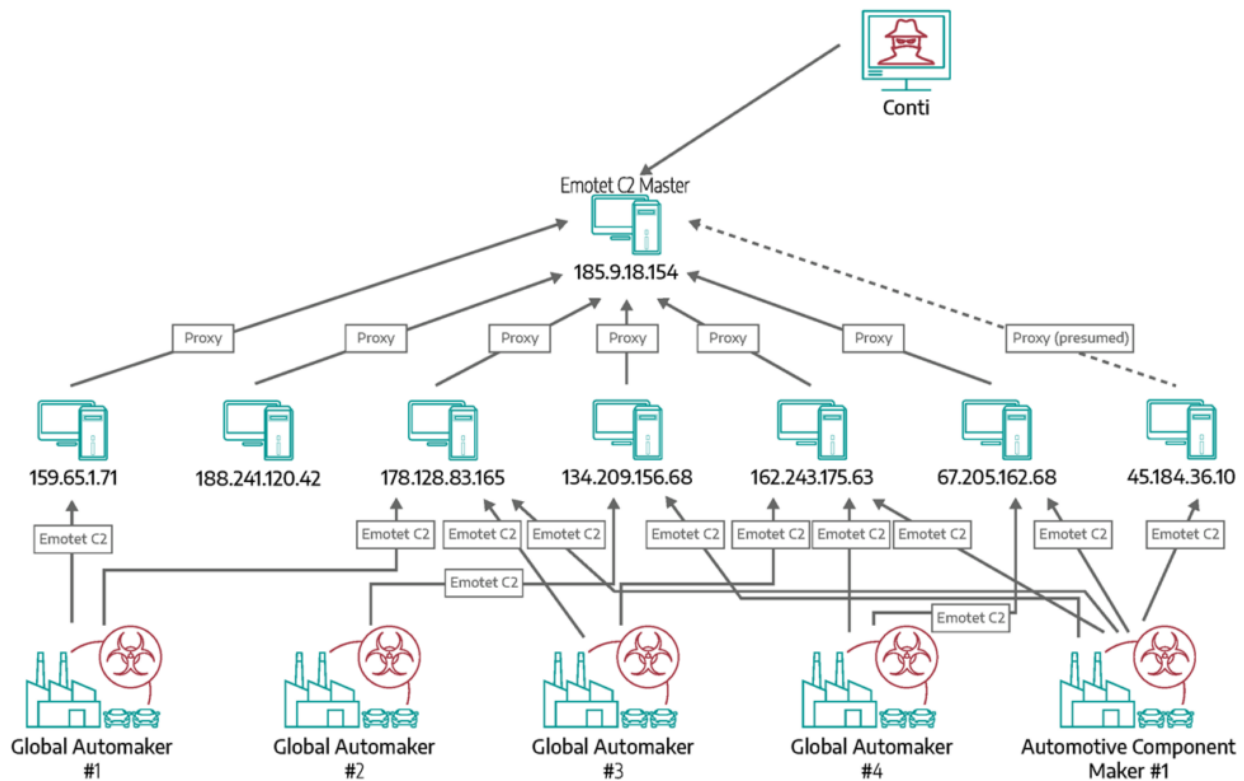 Conti
Emotet C2 Master
185.9.18.154
Proxy
Proxy
Proxy
Proxy
Proxy
Proxy
Proxy (presumed)
159.65.1.71
188.241.120.42
178.128.83.165
134.209.156.68
162.243.175.63
67.205.162.68
45.184.36.10
Emotet C2
Emotet C2
Emotet C2
Emotet C2
Emotet C2
Emotet C2
Emotet C2
Emotet C2
Emotet C2
Emotet C2
Emotet C2
Emotet C2
Global Automaker
#1
Global Automaker
#2
Global Automaker
#3
Global Automaker
#4
Automotive Component
Maker #1